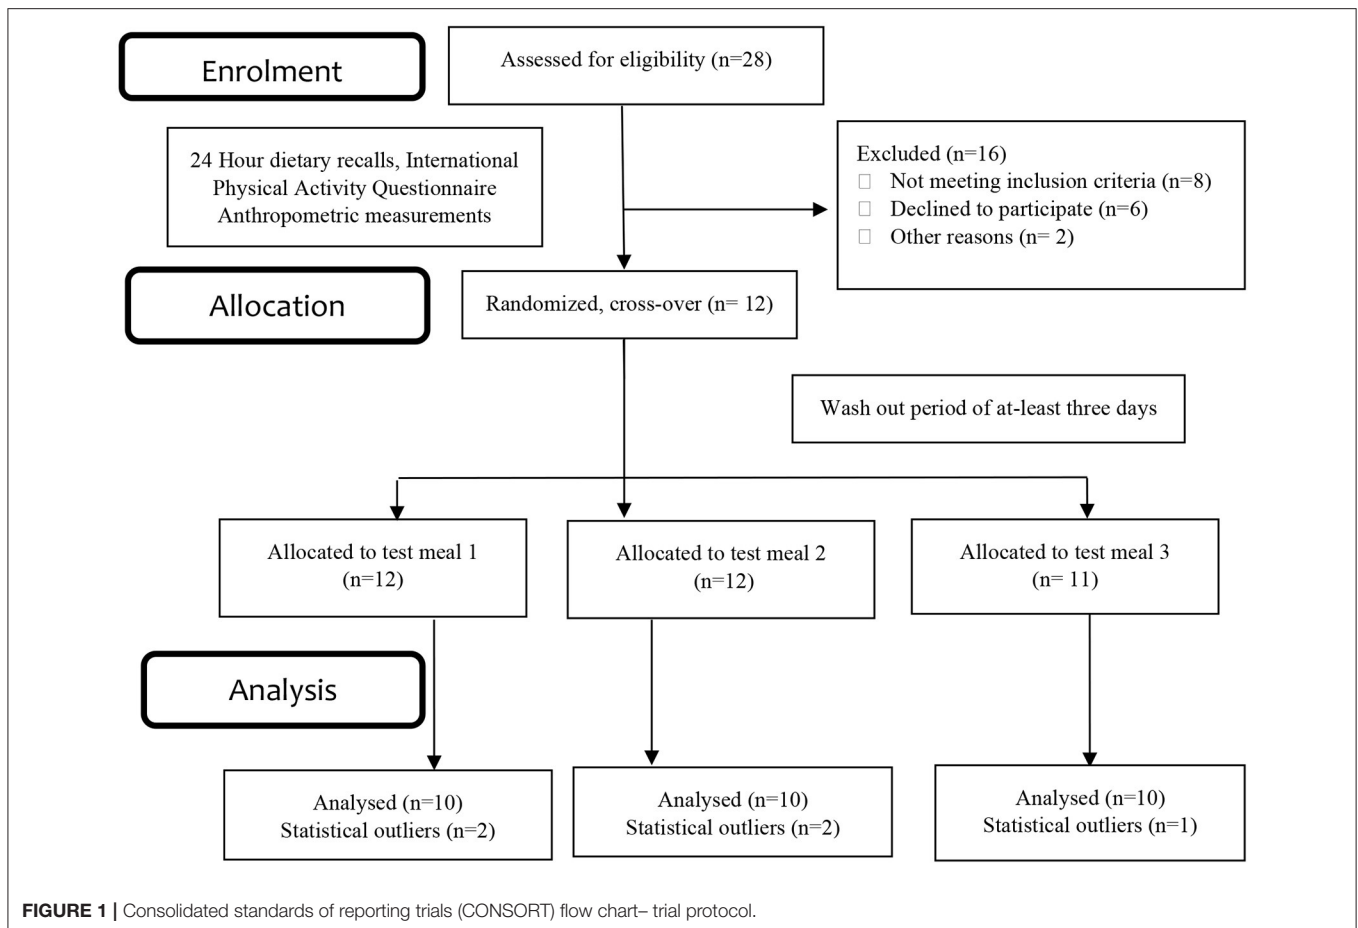 Enrolment
Assessed for eligibility (n=28)
24 Hour dietary recalls, International
Physical Activity Questionnaire
Anthropometric measurements
Excluded (n=16)
Not meeting inclusion criteria (n=8)
Declined to participate (n=6)
Other reasons (n= 2)
Allocation
Randomized, cross-over (n= 12)
Wash out period of at-least three days
Allocated to test meal 1
(n=12)
Allocated to test meal 2
(n=12)
Allocated to test meal 3
(n= 11)
Analysis
Analysed (n=10)
Statistical outliers (n=2)
Analysed (n=10)
Statistical outliers (n=2)
Analysed (n=10)
Statistical outliers (n=1)
FIGURE 1 | Consolidated standards of reporting trials (CONSORT) flow chart– trial protocol.